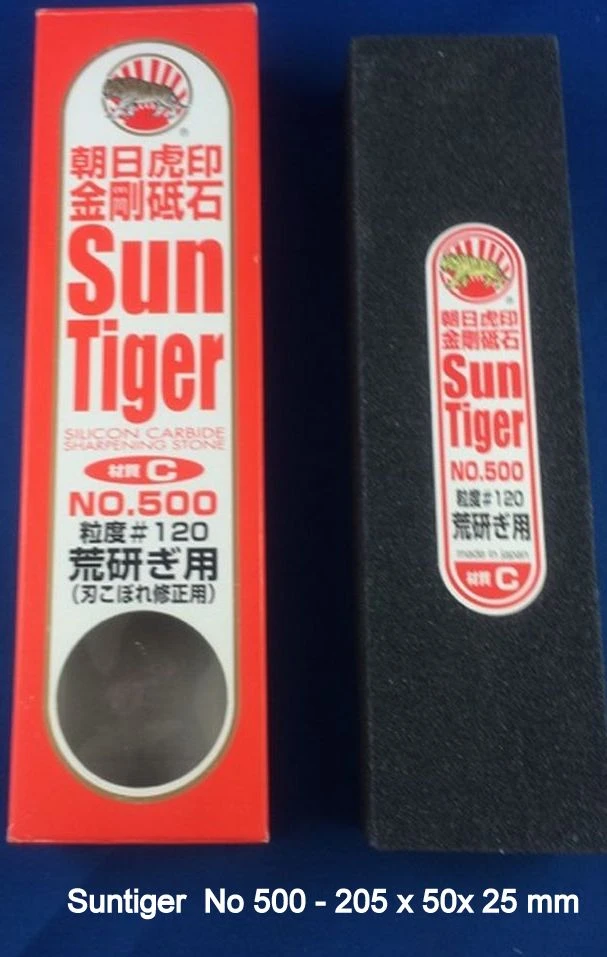 朝日虎印
金剛砥石
Sun
Tiger
SILICON CARBIDE
SHARPENING STONE
材質 C
NO.500
粒度#120
荒研ぎ用
(刃こぼれ修正用)
®
朝日虎印
金剛砥石
Sun
Tiger
NO.500
粒度#120
荒研ぎ用
made in japan
材質 C
Suntiger No 500 - 205 x 50x 25 mm